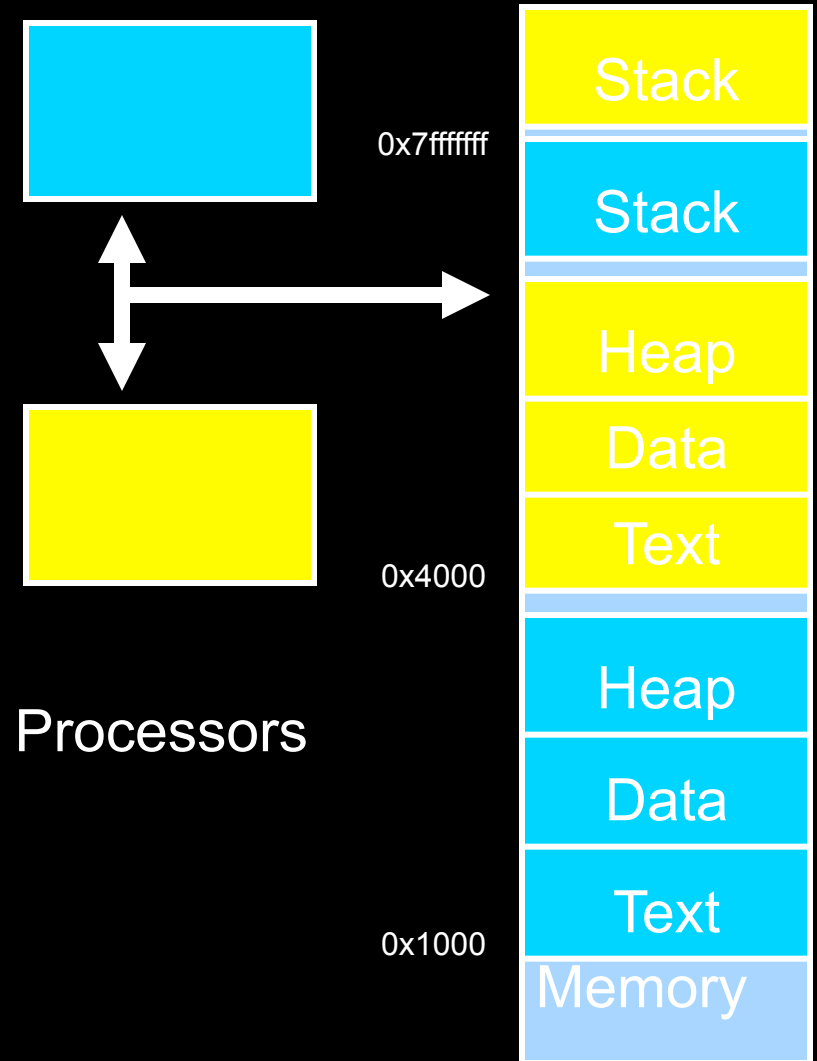 Stack
0x7fffffff
Stack
Heap
Data
Text
0x4000
Heap
Processors
Data
Text
0x1000
Memory